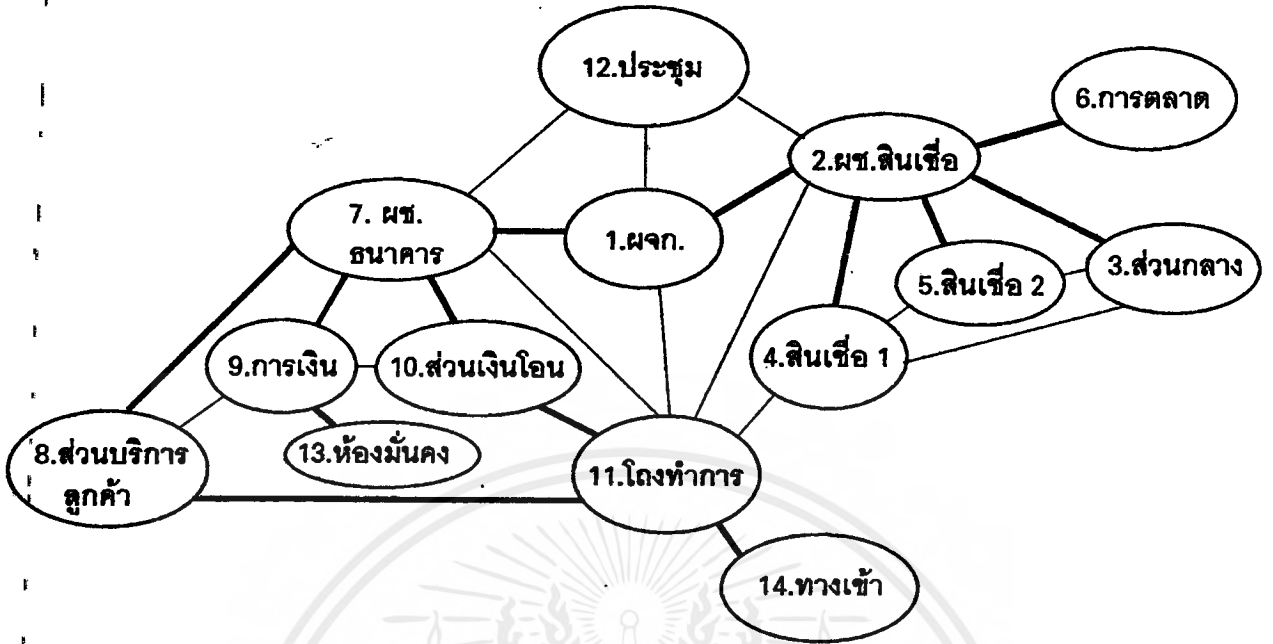 12.ประชุม
6.การตลาด
2.ผช.สินเชื่อ
7. ผช.
ธนาคาร
1.ผจก.
3.ส่วนกลาง
5.สินเชื่อ 2
4.สินเชื่อ 1
9.การเงิน
10.ส่วนเงินโอน
8.ส่วนบริการ
ลูกค้า
13.ห้องมั่นคง
11.โถงทำการ
14.ทางเข้า